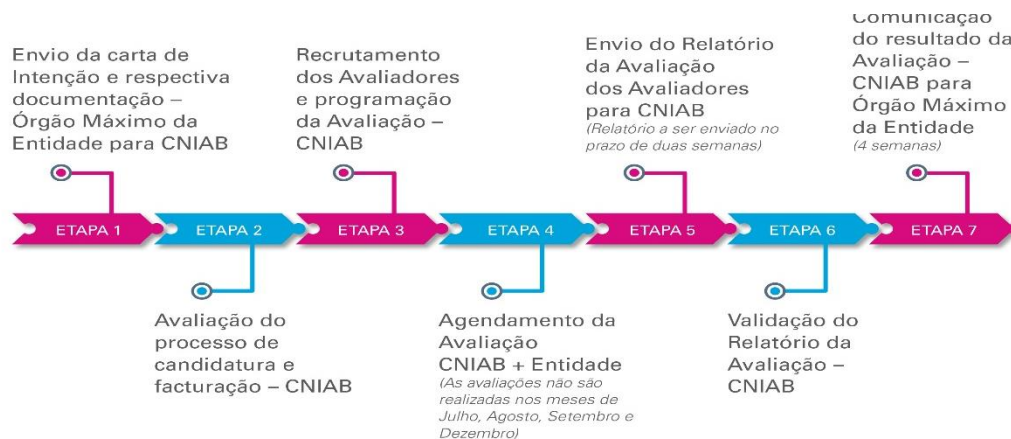 Envio da carta de
Intenção e respectiva
documentação –
Órgão Máximo da
Entidade para CNIAB
Recrutamento
dos Avaliadores
e programação
da Avaliação –
CNIAB
Envio do Relatório
da Avaliação
dos Avaliadores
para CNIAB
(Relatório a ser enviado no
prazo de duas semanas)
Comunicação
do resultado da
Avaliação –
CNIAB para
Órgão Máximo
da Entidade
(4 semanas)
ETAPA 1
ETAPA 2
ETAPA 3
ETAPA 4
ETAPA 5
ETAPA 6
ETAPA 7
Avaliação do
processo de
candidatura e
facturação – CNIAB
Agendamento da
Avaliação
CNIAB + Entidade
(As avaliações não são
realizadas nos meses de
Julho, Agosto, Setembro e
Dezembro)
Validação do
Relatório da
Avaliação –
CNIAB